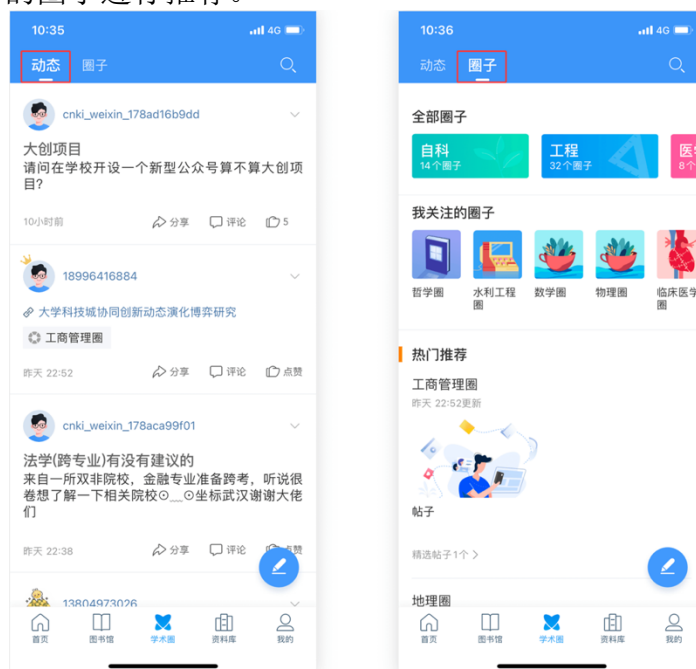 的圈子进行推荐。
10:35
4G
动态 圈子
cnki_weixin_178ad16b9dd
大创项目
请问在学校开设一个新型公众号算不算大创项
目?
10小时前 分享 评论 5
18996416884
大学科技城协同创新动态演化博弈研究
工商管理圈
昨天 22:52 分享 评论 点赞
cnki_weixin_178aca99f01
法学(跨专业)有没有建议的
来自一所双非院校，金融专业准备跨考，听说很
卷想了解一下相关院校⊙__⊙坐标武汉谢谢大佬
们
昨天 22:38 分享 评论 赞
13804973026
首页 图书馆 学术圈 资料库 我的
10:36
4G
动态 圈子
全部圈子
自科 工程
14个圈子 32个圈子 8个
我关注的圈子
哲学圈 水利工程 数学圈 物理圈 临床医学
圈 圈
热门推荐
工商管理圈
昨天 22:52更新
帖子
精选帖子1个 >
地理圈
首页 图书馆 学术圈 资料库 我的